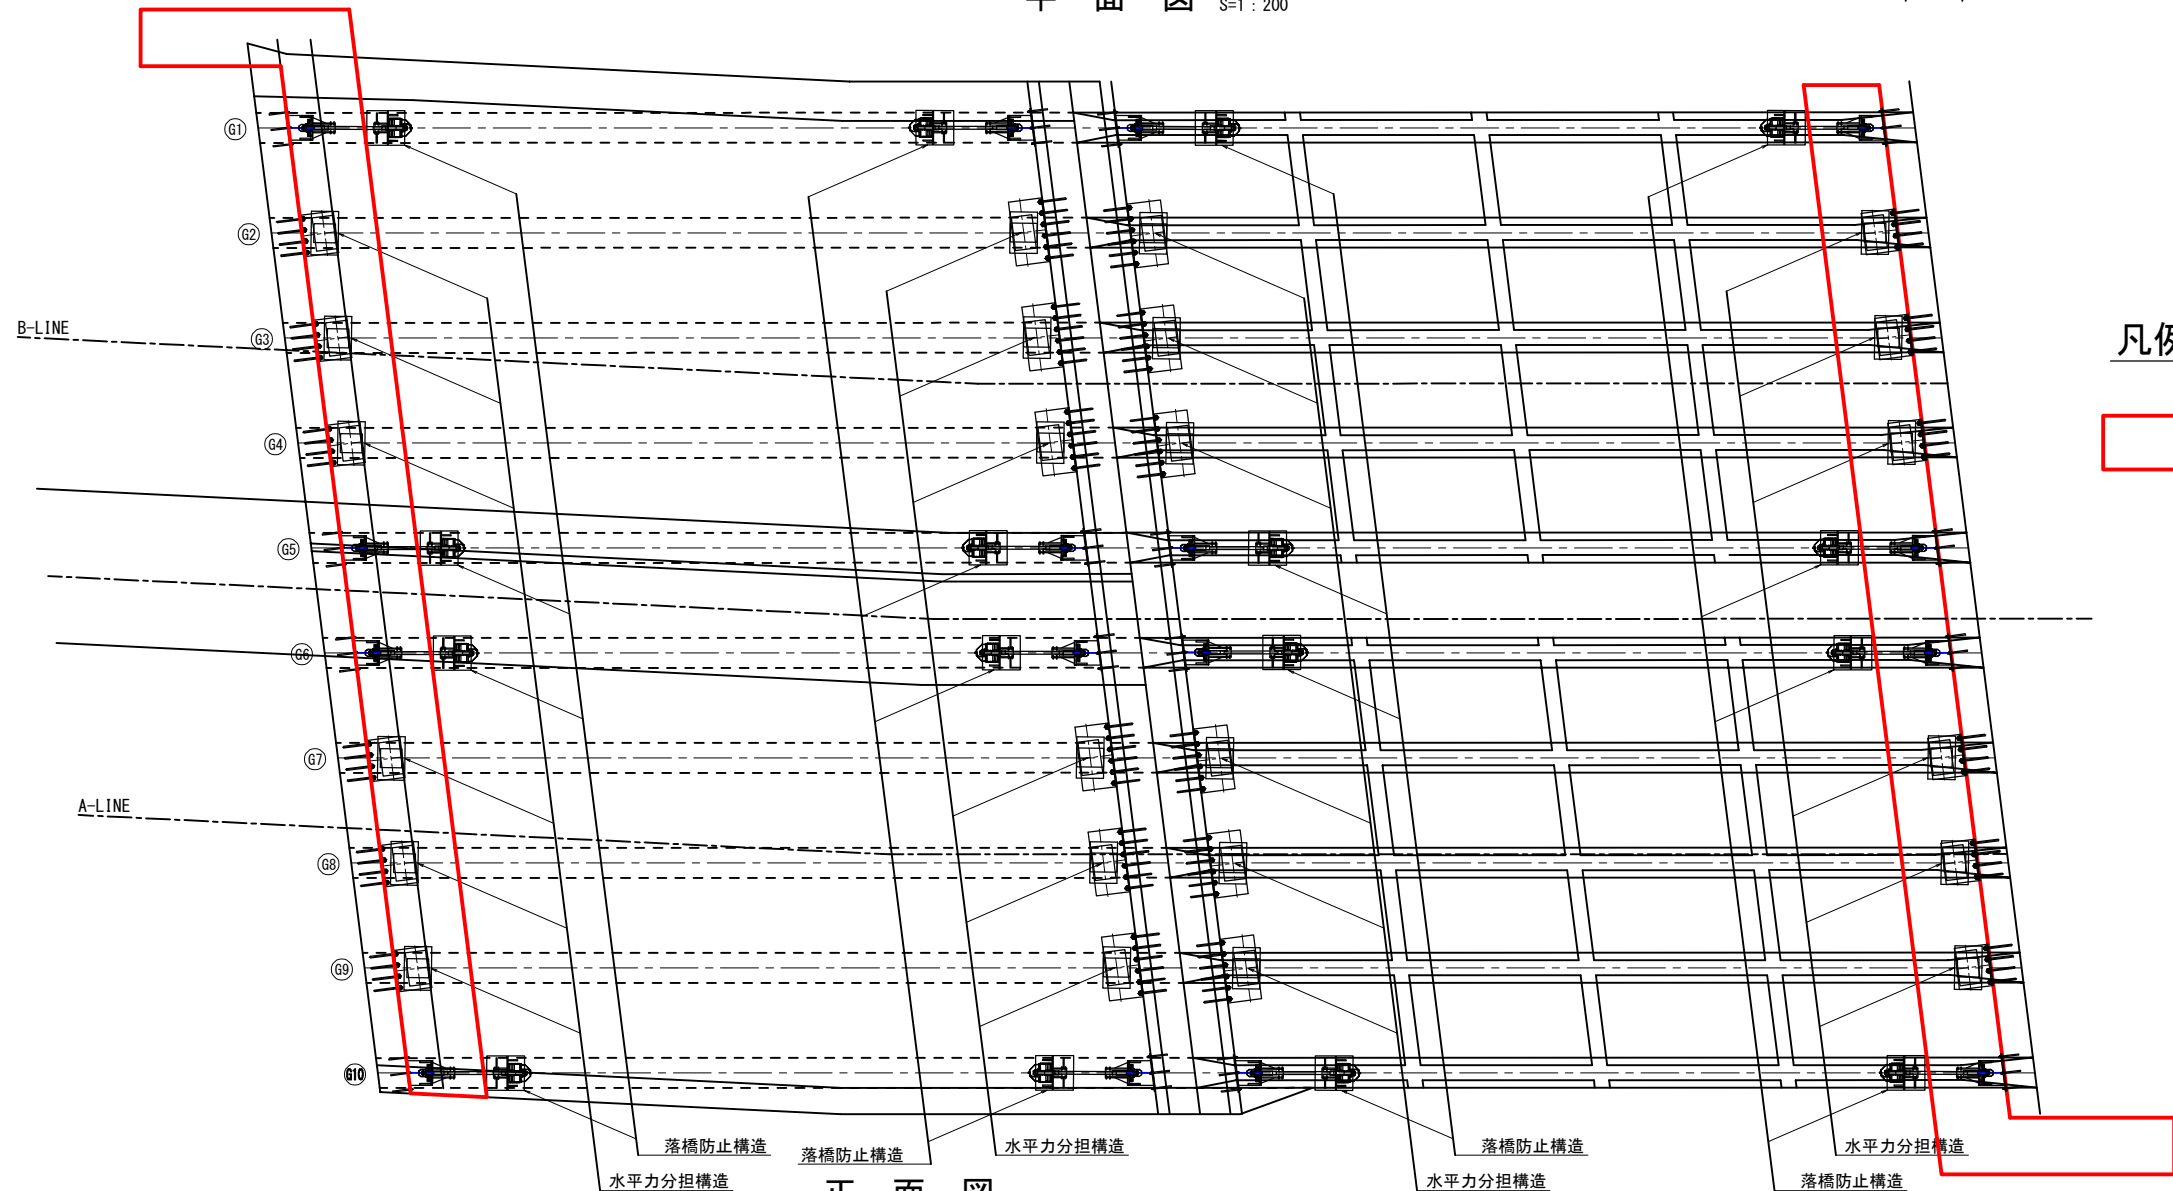 平 面 図 S=1：200
G1
G2
B-LINE
G3
凡例
G4
G5
G6
G7
A-LINE
G8
G9
G10
落橋防止構造
落橋防止構造
水平力分担構造
落橋防止構造
水平力分担構造
水平力分担構造
水平力分担構造
落橋防止構造
正 面 図